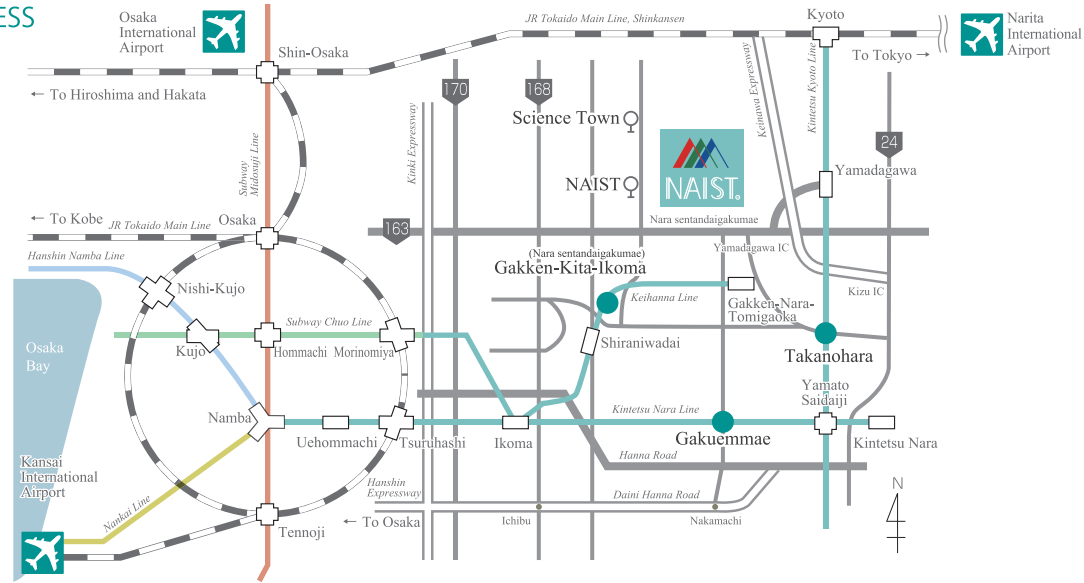 ESS
Osaka
International
Airport
JR Tokaido Main Line, Shinkansen
Kyoto
Narita
International
Airport
To Tokyo →
Shin-Osaka
← To Hiroshima and Hakata
170
168
Science Town
NAIST
NAIST®
Nara sentandaigakumae
Keinawa Expressway
Kintetsu Kyoto Line
24
Yamadagawa
Kinki Expressway
Subway
Midosuji Line
← To Kobe
JR Tokaido Main Line
Osaka
163
Yamadagawa IC
Kizu IC
Hanshin Namba Line
Nishi-Kujo
(Nara sentandaigakumae)
Gakken-Kita-Ikoma
Keihanna Line
Gakken-Nara-
Tomigaoka
Subway Chuo Line
Kujo
Hommachi
Morinomiya
Shiraniwadai
Takanohara
Osaka
Bay
Yamato
Saidaiji
Namba
Uehommachi
Tsuruhashi
Ikoma
Kintetsu Nara Line
Gakuemmae
Kintetsu Nara
Hanna Road
Kansai
International
Airport
Nankai Line
Hanshin
Expressway
Daini Hanna Road
Tennoji
← To Osaka
Ichibu
Nakamachi
N